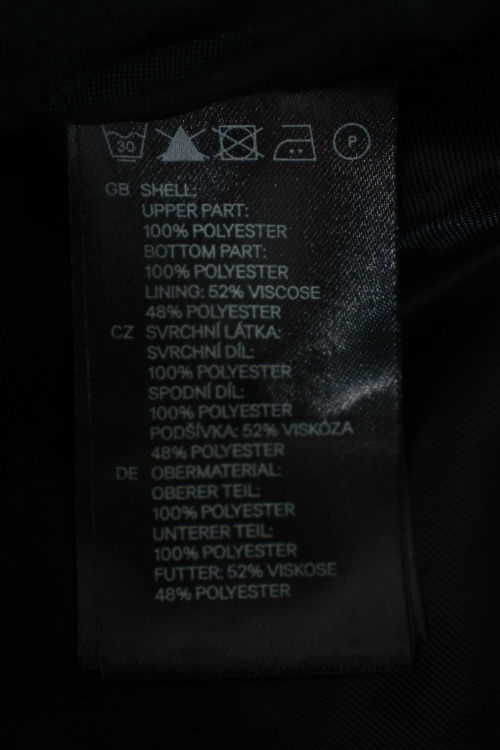 30 P
GB SHELL:
UPPER PART:
100% POLYESTER
BOTTOM PART:
100% POLYESTER
LINING: 52% VISCOSE
48% POLYESTER
CZ SVRCHNÍ LÁTKA:
SVRCHNÍ DÍL:
100% POLYESTER
SPODNÍ DÍL:
100% POLYESTER
PODŠÍVKA: 52% VISKÓZA
48% POLYESTER
DE OBERMATERIAL:
OBERER TEIL:
100% POLYESTER
UNTERER TEIL:
100% POLYESTER
FUTTER: 52% VISKOSE
48% POLYESTER